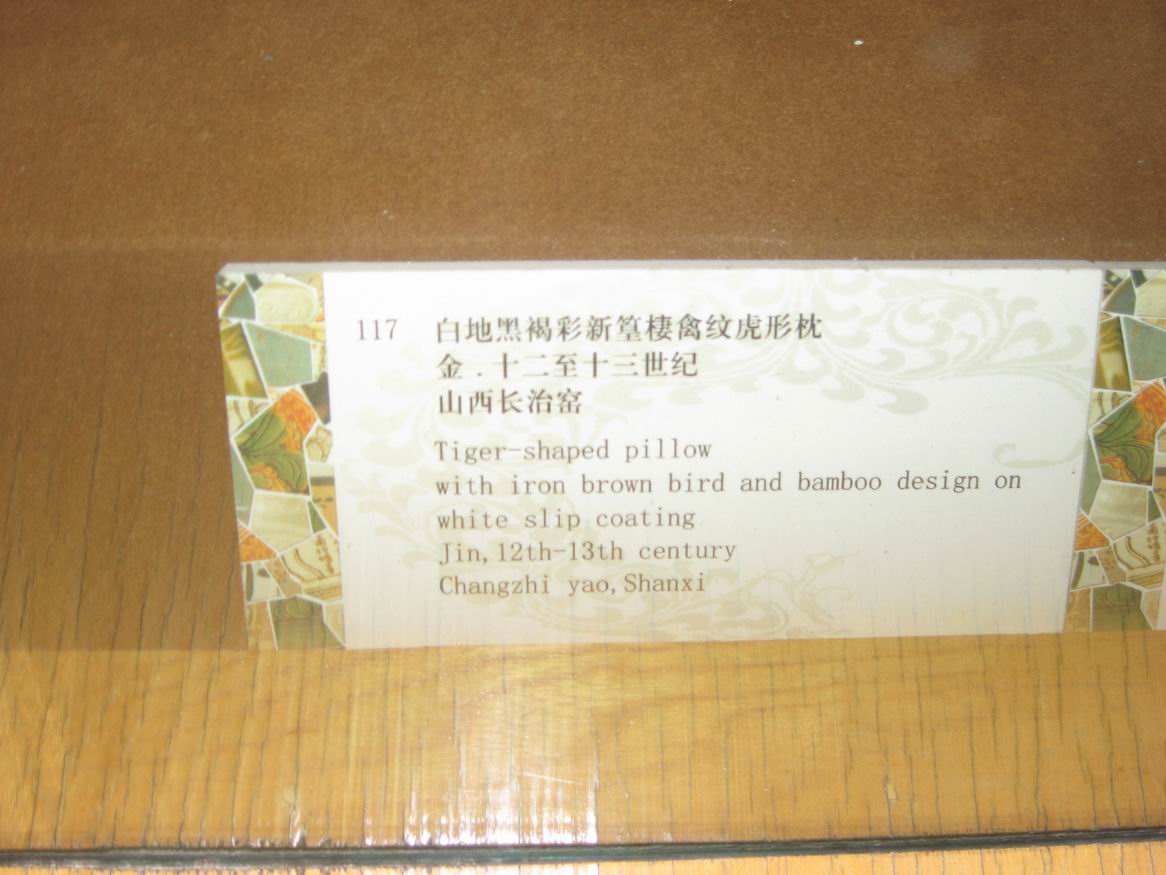 117 白地黑褐彩新篁棲禽纹虎形枕
金．十二至十三世纪
山西长治窑
Tiger-shaped pillow
with iron brown bird and bamboo design on
white slip coating
Jin,12th-13th century
Changzhi yao,Shanxi